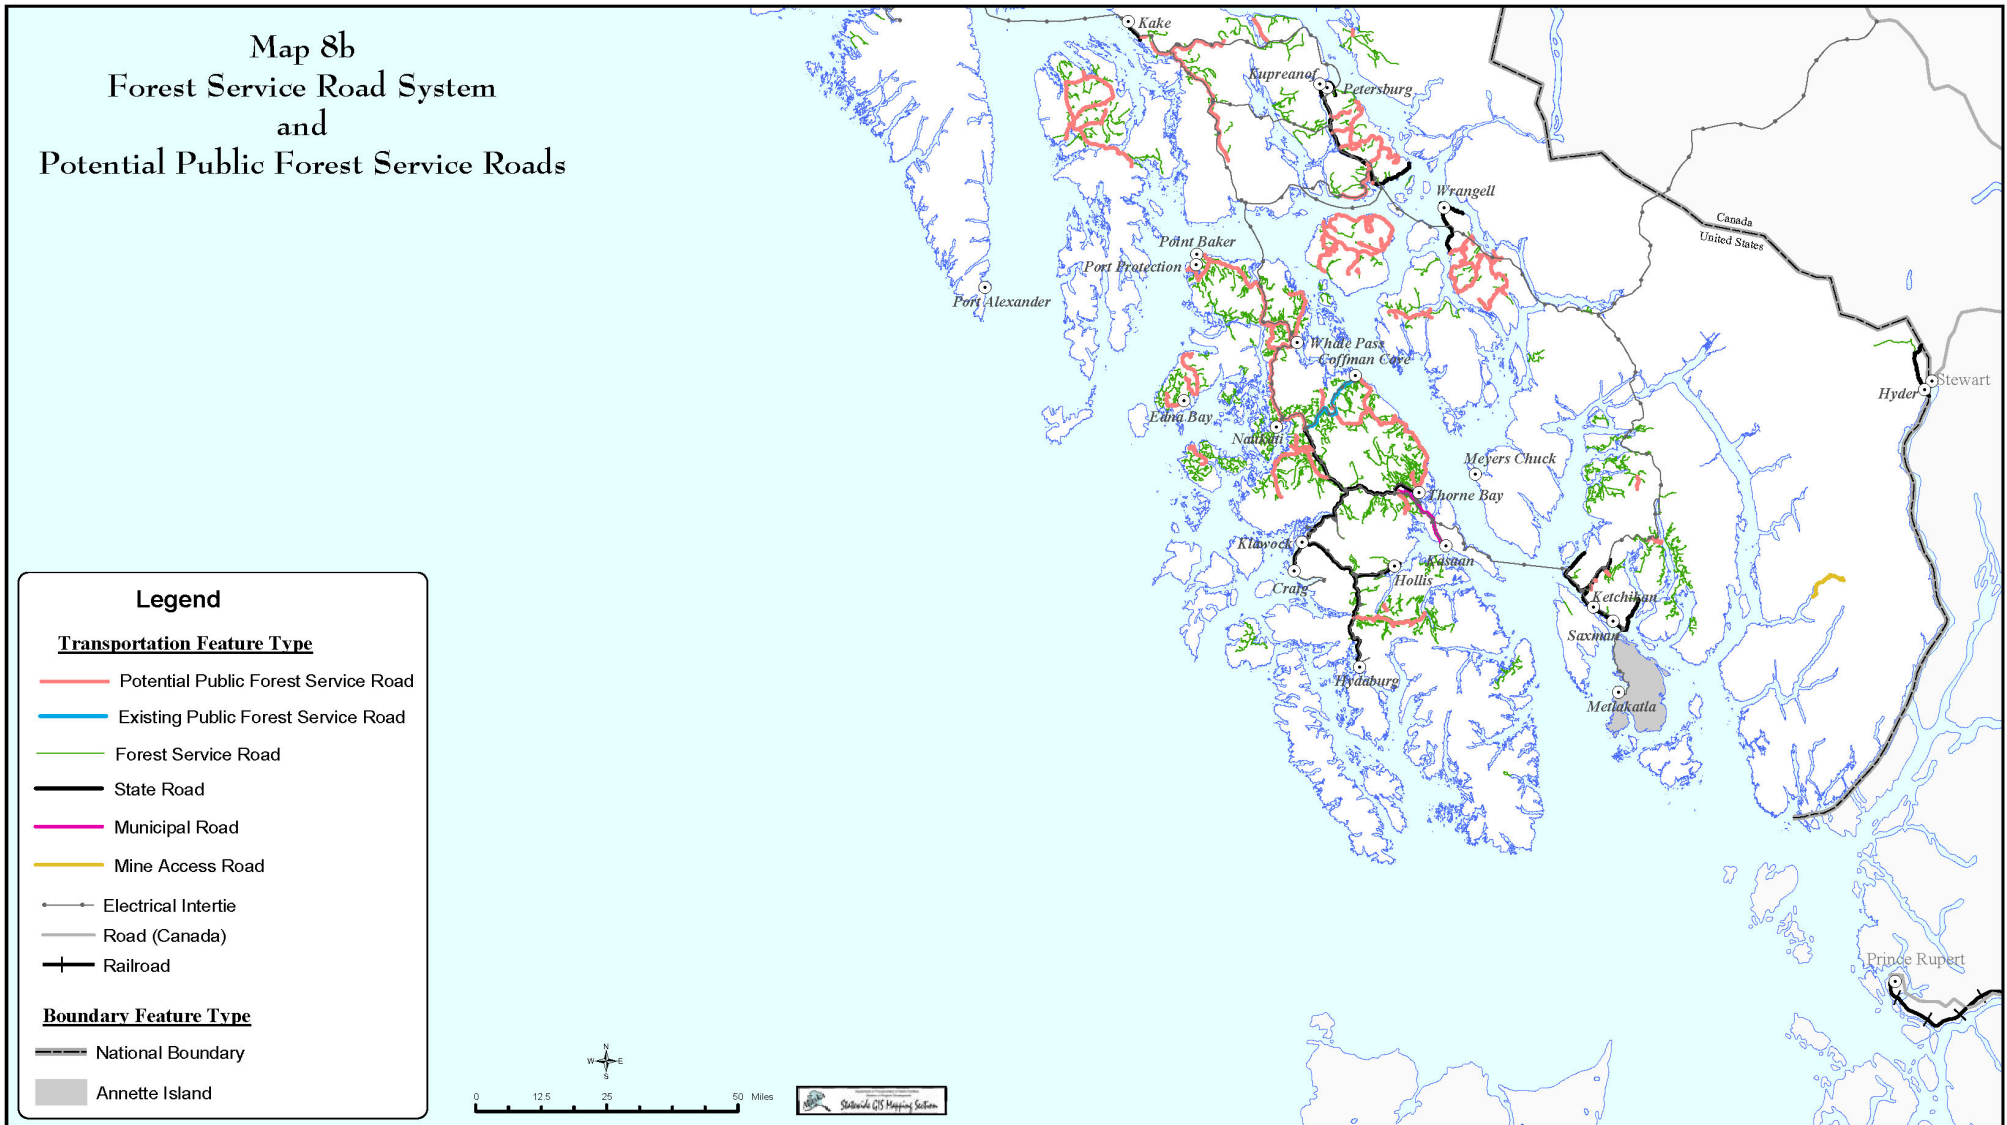 Map 8b
Forest Service Road System
and
Potential Public Forest Service Roads
Kake
Kupreanof
Petersburg
Wrangell
Canada
United States
Point Baker
Port Protection
Port Alexander
Whale Pass
Coffman Cove
Stewart
Hyder
Edna Bay
Naukati
Meyers Chuck
Thorne Bay
Klawock
Kasaan
Hollis
Craig
Ketchikan
Saxman
Hydaburg
Metlakatla
Prince Rupert
Legend
Transportation Feature Type
Potential Public Forest Service Road
Existing Public Forest Service Road
Forest Service Road
State Road
Municipal Road
Mine Access Road
Electrical Intertie
Road (Canada)
Railroad
Boundary Feature Type
National Boundary
Annette Island
N
W E
S
0 12.5 25 50 Miles
Statewide GIS Mapping Section